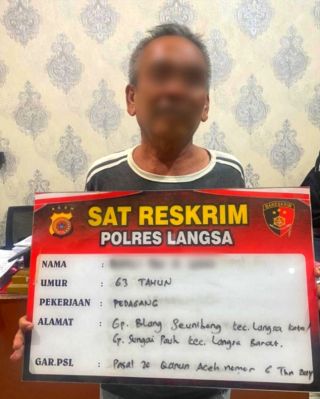 SAT RESKRIM
POLRES LANGSA
NAMA :
UMUR : 63 TAHUN
PEKERJAAN : PEDAGANG
ALAMAT : Gp. Blang Seunibong kec. Langsa kota/
Gp. Sungai Pauh kec. Langsa Barat.
GAR.PSL : Pasal 20 Qanun Aceh nomor 6 Thn 2014